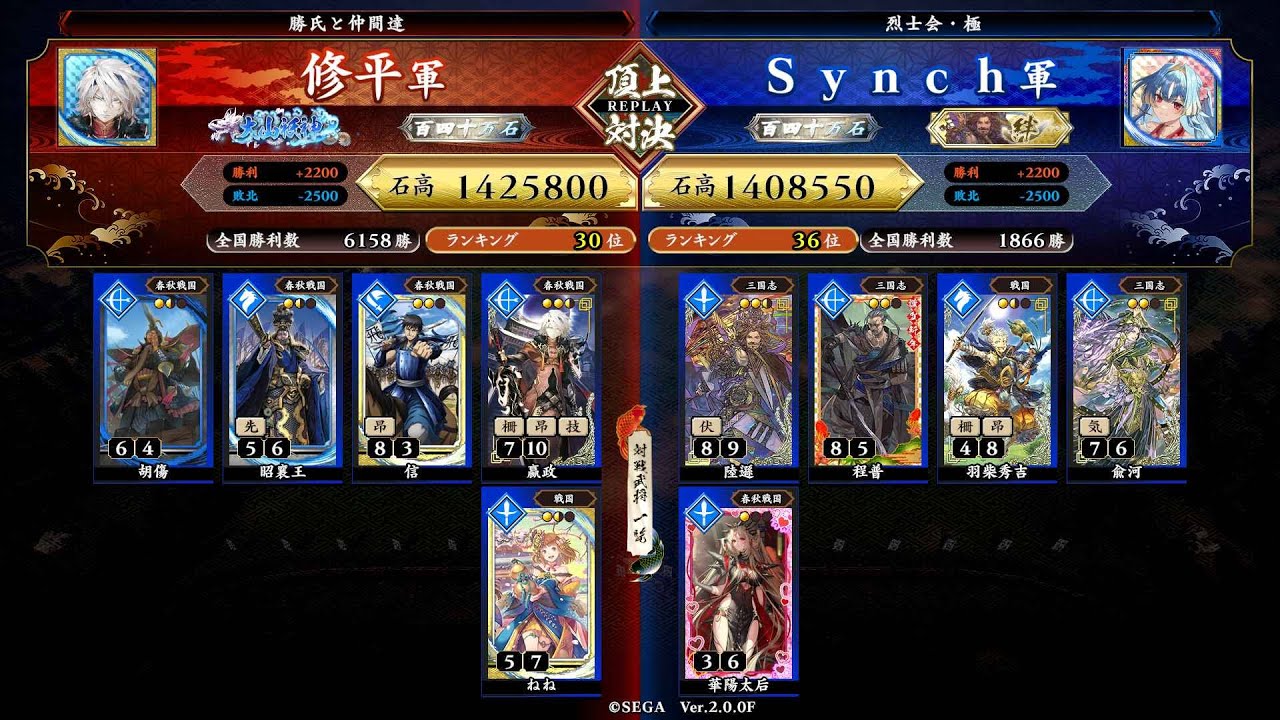 勝氏と仲間達
烈士会・極
修平軍
頂上
REPLAY
対決
Synch軍
百四十万石
百四十万石
絆
勝利 +2200
敗北 -2500
石高 1425800
石高 1408550
勝利 +2200
敗北 -2500
全国勝利数 6158勝
ランキング 30位
ランキング 36位
全国勝利数 1866勝
春秋戦国
春秋戦国
春秋戦国
春秋戦国
三国志
三国志
戦国
三国志
先
昂
柵 昂 技
伏
柵 昂
気
6 4
5 6
8 3
7 10
8 9
8 5
4 8
7 6
胡傷
昭襄王
信
嬴政
陸遜
程普
羽柴秀吉
兪河
対戦武将一覧
戦国
春秋戦国
5 7
3 6
ねね
華陽太后
©SEGA Ver.2.0.0F